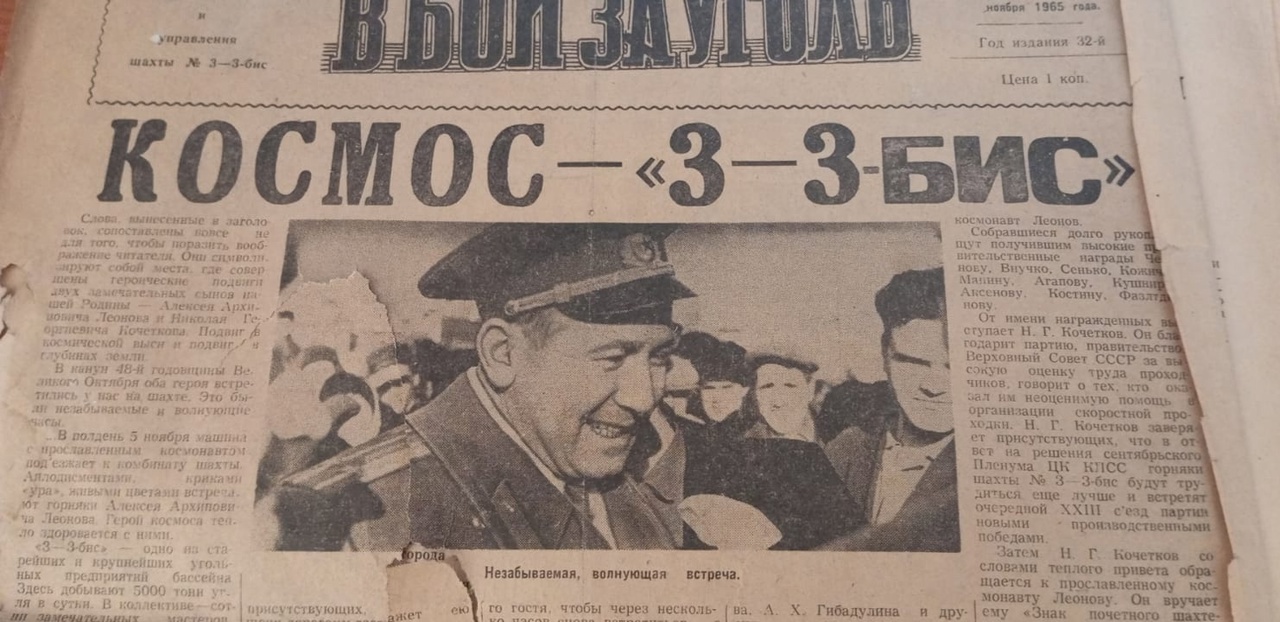 и
управления
шахты № 3—3-бис
В БОЙ ЗА УГОЛЬ
ноября 1965 года.
Год издания 32-й
Цена 1 коп.
КОСМОС—«3—3-БИС»
Слова, вынесенные в заголо-
вок, сопоставлены вовсе не
для того, чтобы поразить вооб-
ражение читателя. Они символи-
зируют собой места, где совер-
шены героические подвиги
двух замечательных сынов на-
шей Родины — Алексея Архи-
повича Леонова и Николая Ге-
оргиевича Кочеткова. Подвиг в
космической выси и подвиг в
глубинах земли.
В канун 48-й годовщины Ве-
ликого Октября оба героя встре-
тились у нас на шахте. Это бы-
ли незабываемые и волнующие
часы.
...В полдень 5 ноября машина
с прославленным космонавтом
подъезжает к комбинату шахты.
Аплодисментами, криками
«ура», живыми цветами встреча-
ют горняки Алексея Архипови-
ча Леонова. Герой космоса теп-
ло здоровается с ними.
«3—3-бис» — одно из ста-
рейших и крупнейших уголь-
ных предприятий бассейна
Здесь добывают 5000 тонн уг-
ля в сутки. В коллективе — сот-
ни замечательных мастеров
города
Незабываемая, волнующая встреча.
присутствующих.
ажет ею
го гостя, чтобы через несколь-
ко часов снова
ва. А. Х. Гибадулина и дру-
космонавт Леонов.
Собравшиеся долго рукоп
щут получившим высокие п
вительственные награды Че
нову, Внучко, Сенько, Кожич
Манину, Агапову, Кушнир
Аксенову, Костину, Фазлтд
нову.
От имени награжденных вы
ступает Н. Г. Кочетков. Он бла
годарит партию, правительство
Верховный Совет СССР за вы
сокую оценку труда проход-
чиков, говорит о тех, кто ока
зал им неоценимую помощь в
организации скоростной про-
ходки. Н. Г. Кочетков заверя-
ет присутствующих, что в от-
вет на решения сентябрьского
Пленума ЦК КПСС горняки
шахты № 3—3-бис будут тру-
диться еще лучше и встретят
очередной XXIII с'езд партии
новыми производственными
победами.
Затем Н. Г. Кочетков со
словами теплого привета обра-
щается к прославленному кос-
монавту Леонову. Он вручает
ему «Знак почетного шахте-